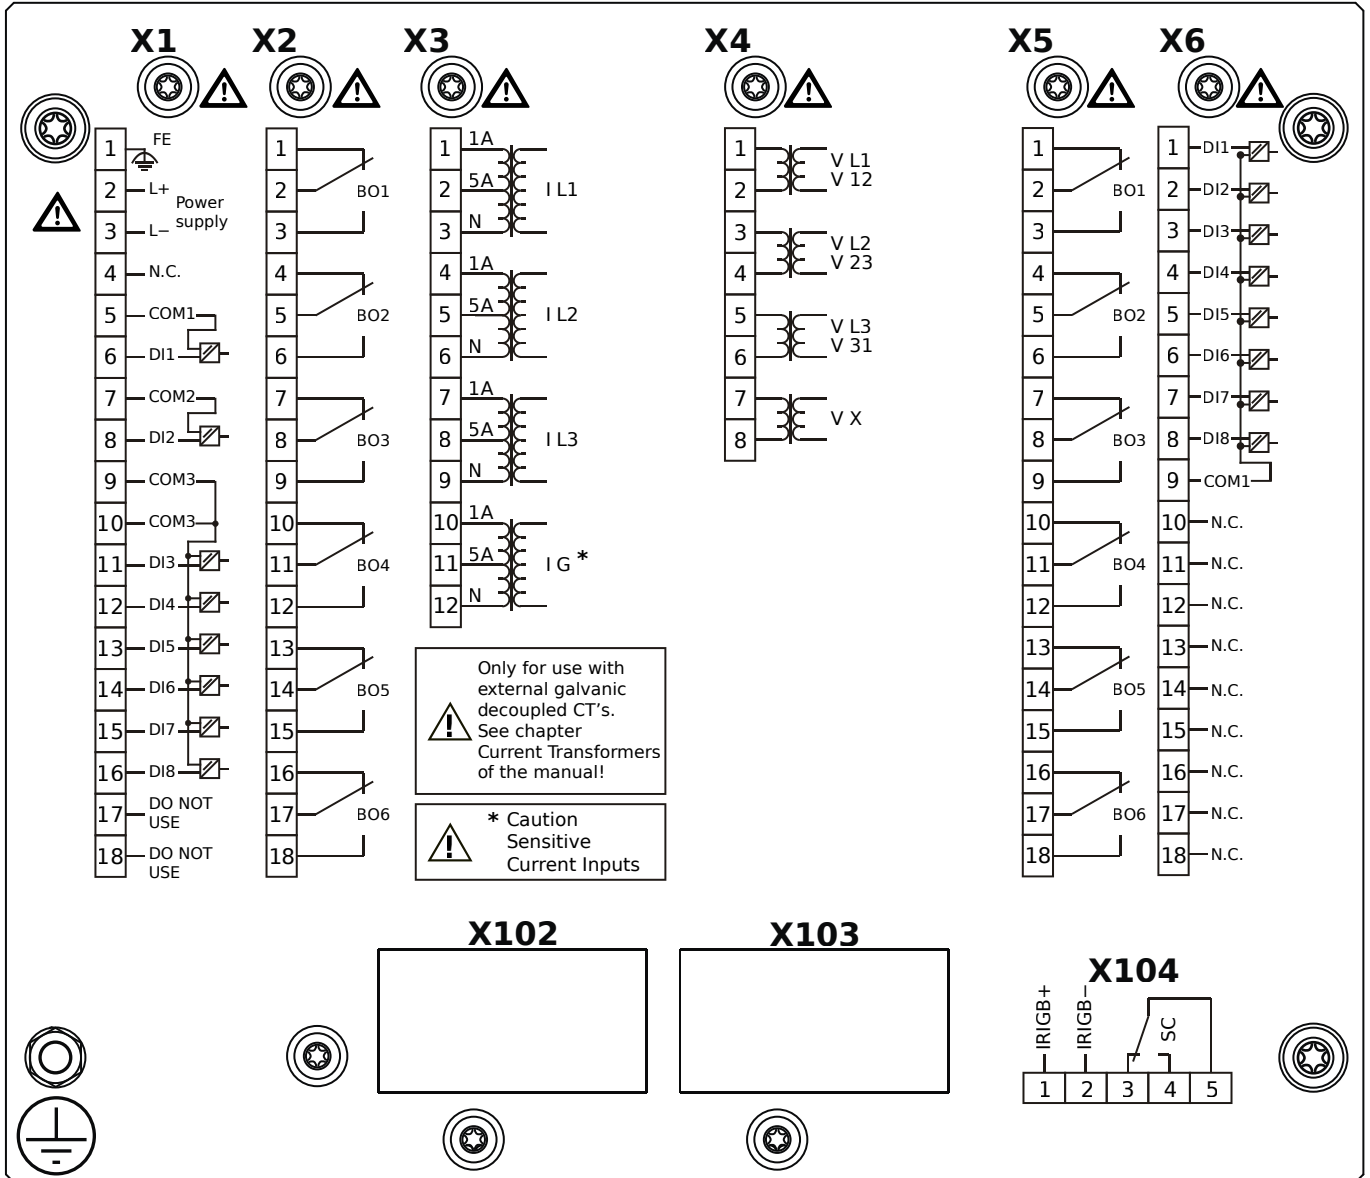 X1 X2 X3 X4 X5 X6
1 FE
2 L+ Power
3 L− supply
4 N.C.
5 COM1
6 DI1
7 COM2
8 DI2
9 COM3
10 COM3
11 DI3
12 DI4
13 DI5
14 DI6
15 DI7
16 DI8
17 DO NOT
USE
18 DO NOT
USE
1
2 BO1
3
4
5 BO2
6
7
8 BO3
9
10
11 BO4
12
13
14 BO5
15
16
17 BO6
18
1 1A
2 5A I L1
3 N
4 1A
5 5A I L2
6 N
7 1A
8 5A I L3
9 N
10 1A
11 5A I G *
12 N
Only for use with
external galvanic
decoupled CT's.
See chapter
Current Transformers
of the manual!
* Caution
Sensitive
Current Inputs
1 V L1
2 V 12
3 V L2
4 V 23
5 V L3
6 V 31
7 V X
8
1
2 BO1
3
4
5 BO2
6
7
8 BO3
9
10
11 BO4
12
13
14 BO5
15
16
17 BO6
18
1 DI1
2 DI2
3 DI3
4 DI4
5 DI5
6 DI6
7 DI7
8 DI8
9 COM1
10 N.C.
11 N.C.
12 N.C.
13 N.C.
14 N.C.
15 N.C.
16 N.C.
17 N.C.
18 N.C.
X102 X103
X104
IRIGB+ IRIGB− SC
1 2 3 4 5